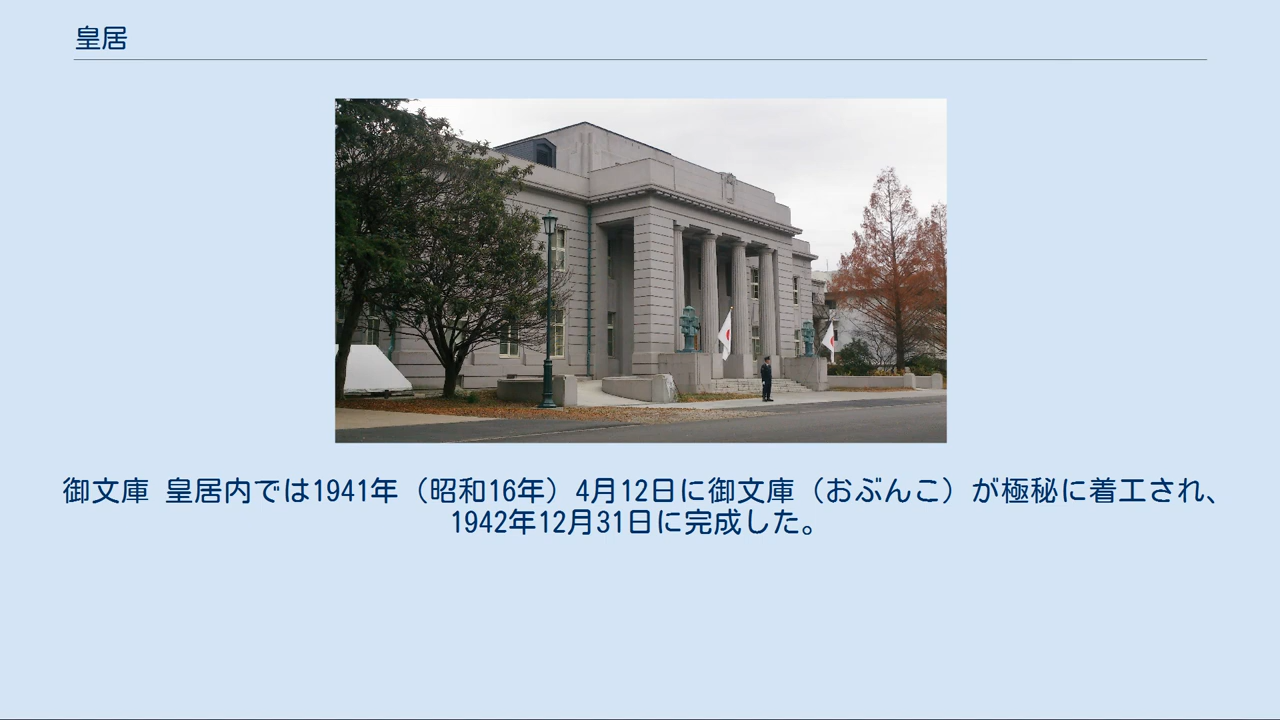 皇居
御文庫 皇居内では1941年（昭和16年）4月12日に御文庫（おぶんこ）が極秘に着工され、
1942年12月31日に完成した。